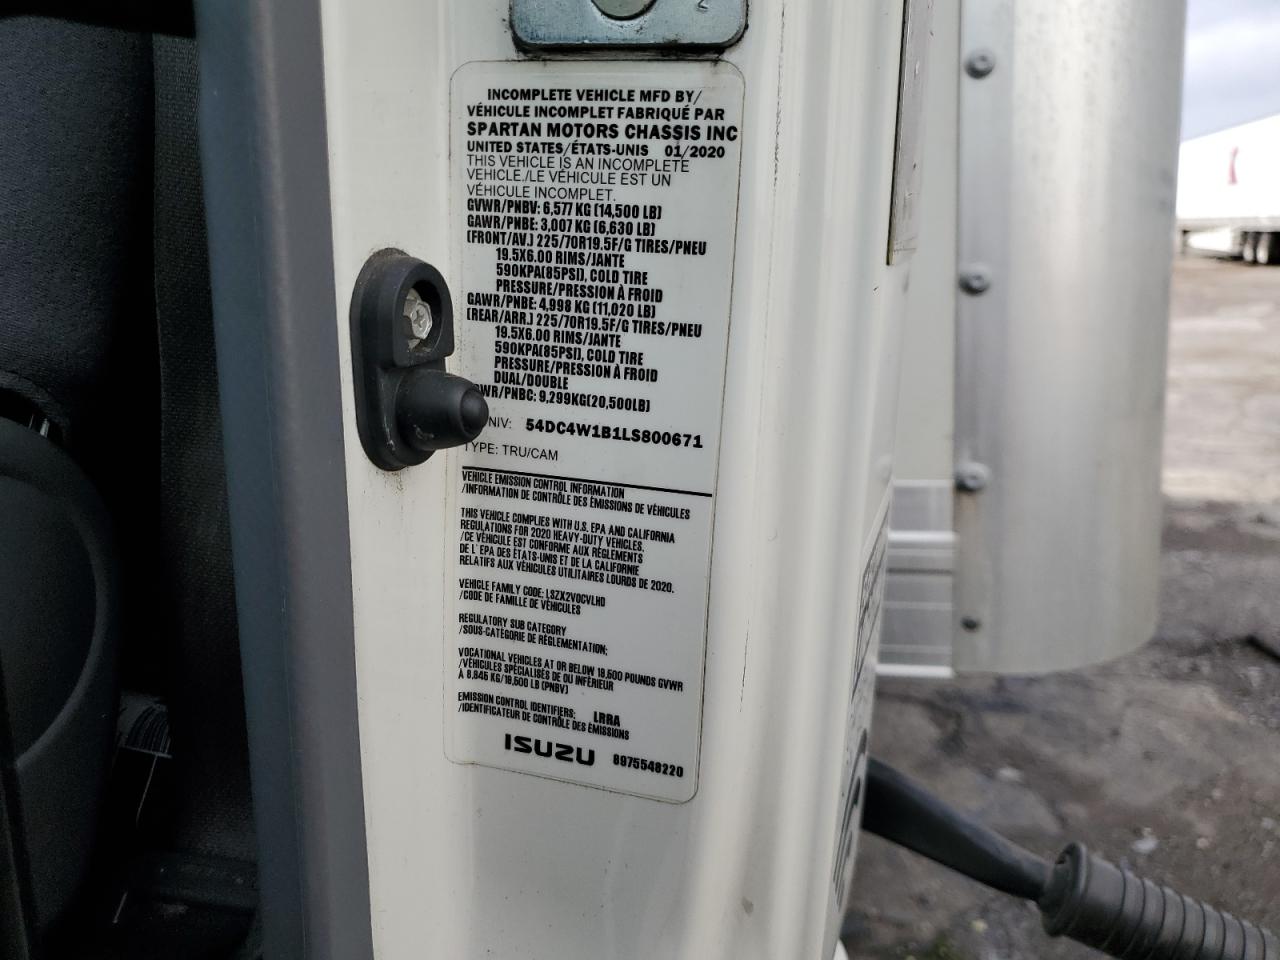 INCOMPLETE VEHICLE MFD BY/
VÉHICULE INCOMPLET FABRIQUÉ PAR
SPARTAN MOTORS CHASSIS INC
UNITED STATES/ÉTATS-UNIS 01/2020
THIS VEHICLE IS AN INCOMPLETE
VEHICLE./LE VÉHICULE EST UN
VÉHICULE INCOMPLET.
GVWR/PNBV: 6,577 KG (14,500 LB)
GAWR/PNBE: 3,007 KG (6,630 LB)
(FRONT/AV.) 225/70R19.5F/G TIRES/PNEU
19.5X6.00 RIMS/JANTE
590KPA(85PSI), COLD TIRE
PRESSURE/PRESSION À FROID
GAWR/PNBE: 4,998 KG (11,020 LB)
(REAR/ARR.) 225/70R19.5F/G TIRES/PNEU
19.5X6.00 RIMS/JANTE
590KPA(85PSI), COLD TIRE
PRESSURE/PRESSION À FROID
DUAL/DOUBLE
WR/PNBC: 9,299KG(20,500LB)
NIV: 54DC4W1B1LS800671
TYPE: TRU/CAM
VEHICLE EMISSION CONTROL INFORMATION
/INFORMATION DE CONTRÔLE DES ÉMISSIONS DE VÉHICULES
THIS VEHICLE COMPLIES WITH U.S. EPA AND CALIFORNIA
REGULATIONS FOR 2020 HEAVY-DUTY VEHICLES.
/CE VÉHICULE EST CONFORME AUX RÈGLEMENTS
DE L'EPA DES ÉTATS-UNIS ET DE LA CALIFORNIE
RELATIFS AUX VÉHICULES UTILITAIRES LOURDS DE 2020.
VEHICLE FAMILY CODE: LSZX2VOCVLHD
/CODE DE FAMILLE DE VÉHICULES
REGULATORY SUB CATEGORY
/SOUS-CATÉGORIE DE RÉGLEMENTATION:
VOCATIONAL VEHICLES AT OR BELOW 19,500 POUNDS GVWR
/VÉHICULES SPÉCIALISÉS DE OU INFÉRIEUR
À 8,845 KG/19,500 LB (PNBV)
EMISSION CONTROL IDENTIFIERS: LRRA
/IDENTIFICATEUR DE CONTRÔLE DES ÉMISSIONS
ISUZU 8975548220